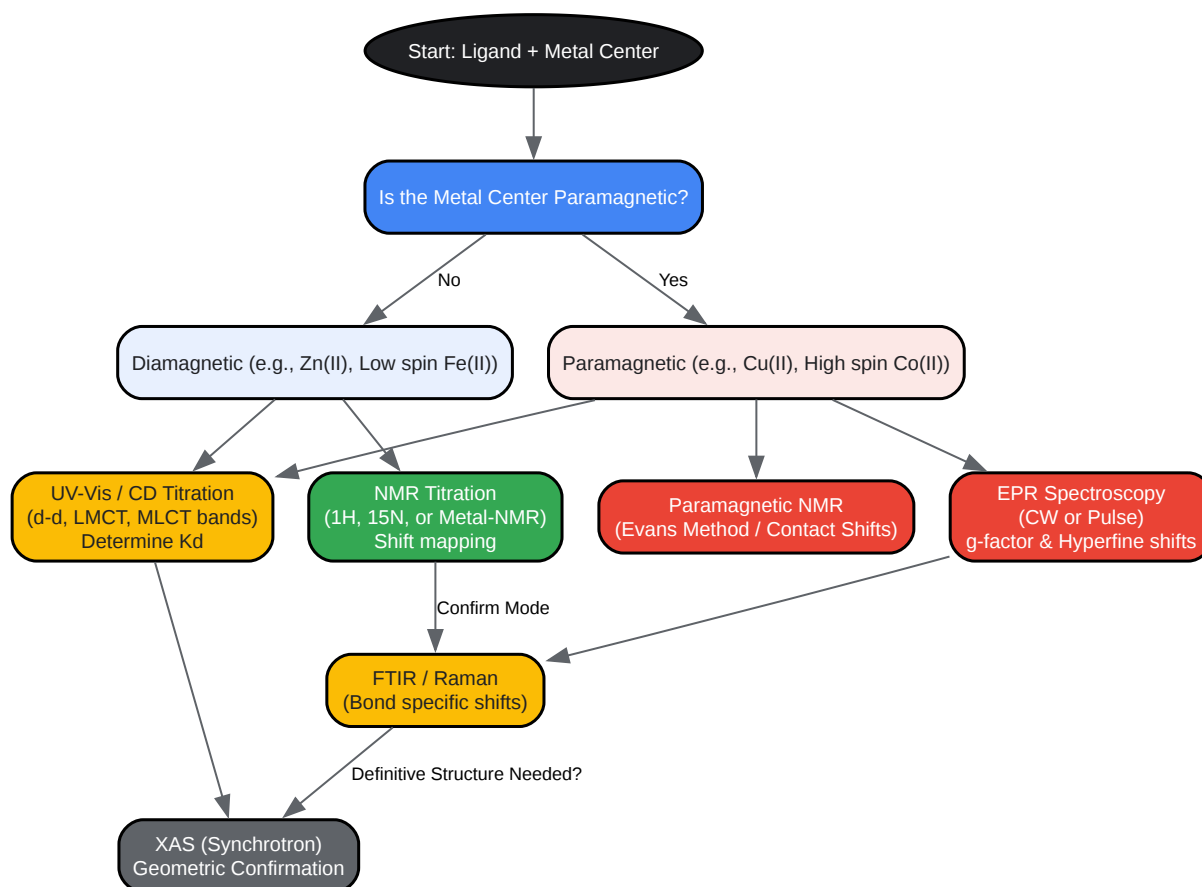 Start: Ligand + Metal Center
Is the Metal Center Paramagnetic?
No
Yes
Diamagnetic (e.g., Zn(II), Low spin Fe(II))
Paramagnetic (e.g., Cu(II), High spin Co(II))
UV-Vis / CD Titration
(d-d, LMCT, MLCT bands)
Determine Kd
NMR Titration
(1H, 15N, or Metal-NMR)
Shift mapping
Paramagnetic NMR
(Evans Method / Contact Shifts)
EPR Spectroscopy
(CW or Pulse)
g-factor & Hyperfine shifts
Confirm Mode
FTIR / Raman
(Bond specific shifts)
Definitive Structure Needed?
XAS (Synchrotron)
Geometric Confirmation